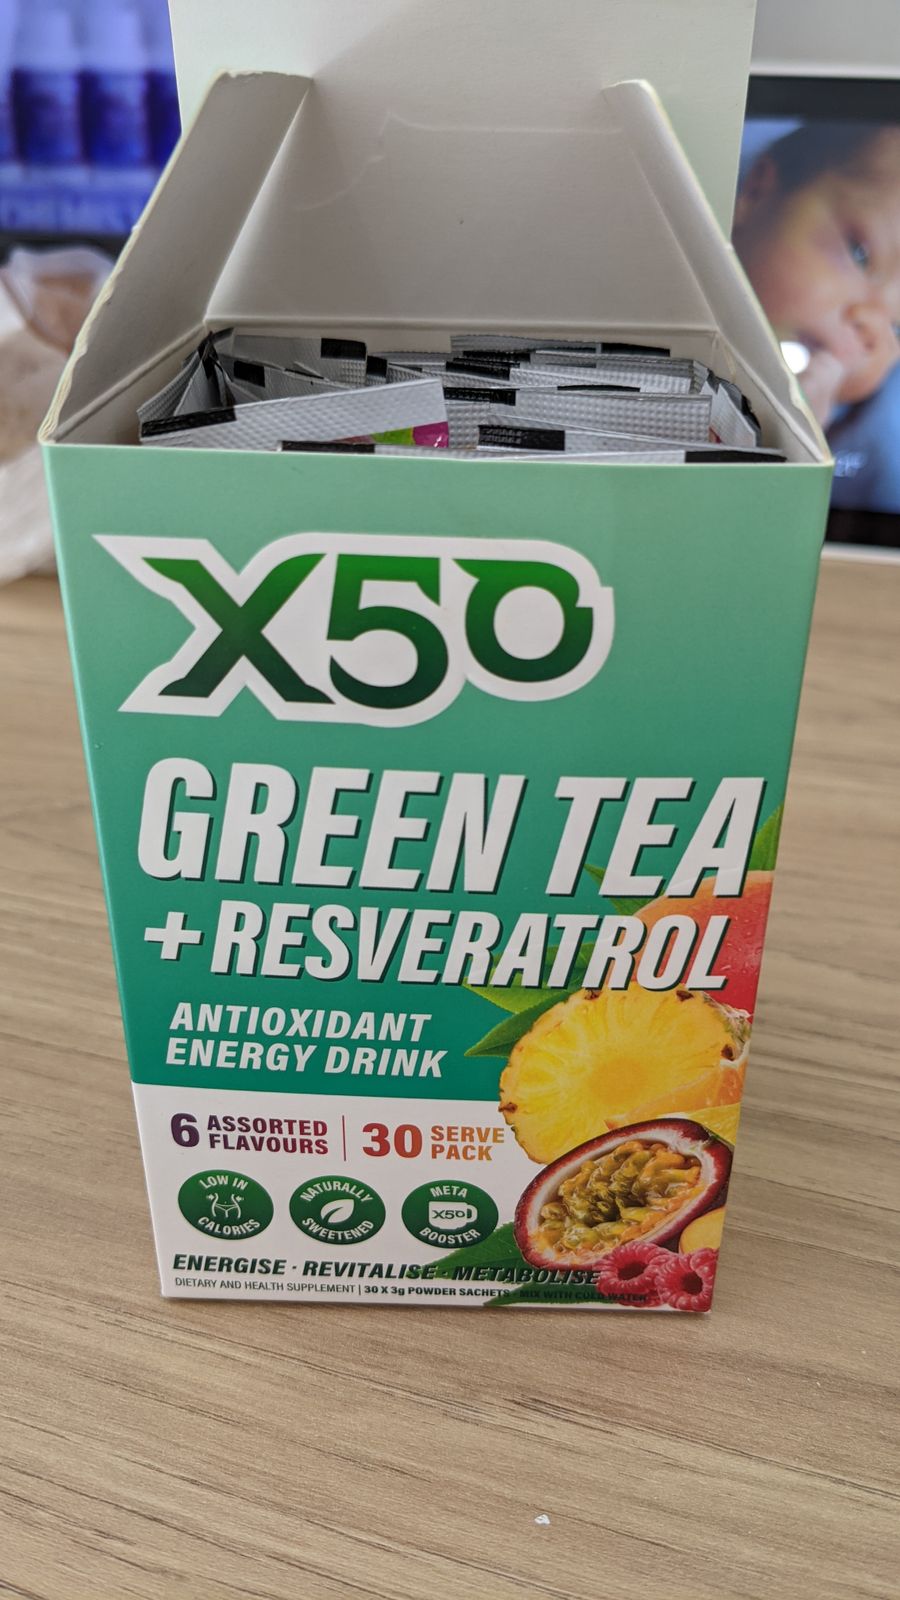 X50
GREEN TEA
+ RESVERATROL
ANTIOXIDANT
ENERGY DRINK
6 ASSORTED
FLAVOURS
30 SERVE
PACK
LOW IN
CALORIES
NATURALLY
SWEETENED
META
X50
BOOSTER
ENERGISE · REVITALISE · METABOLISE
DIETARY AND HEALTH SUPPLEMENT | 30 X 3g POWDER SACHETS - MIX WITH COLD WATER